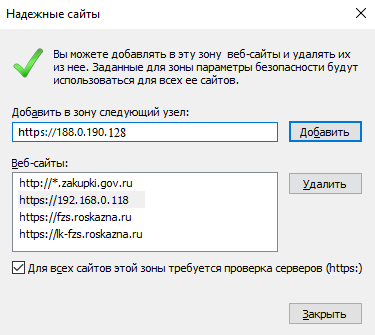 Надежные сайты
Вы можете добавлять в эту зону веб-сайты и удалять их
из нее. Заданные для зоны параметры безопасности будут
использоваться для всех ее сайтов.
Добавить в зону следующий узел:
https://188.0.190.128
Добавить
Веб-сайты:
http://*.zakupki.gov.ru
https://192.168.0.118
https://fzs.roskazna.ru
https://lk-fzs.roskazna.ru
Удалить
Для всех сайтов этой зоны требуется проверка серверов (https:)
Закрыть